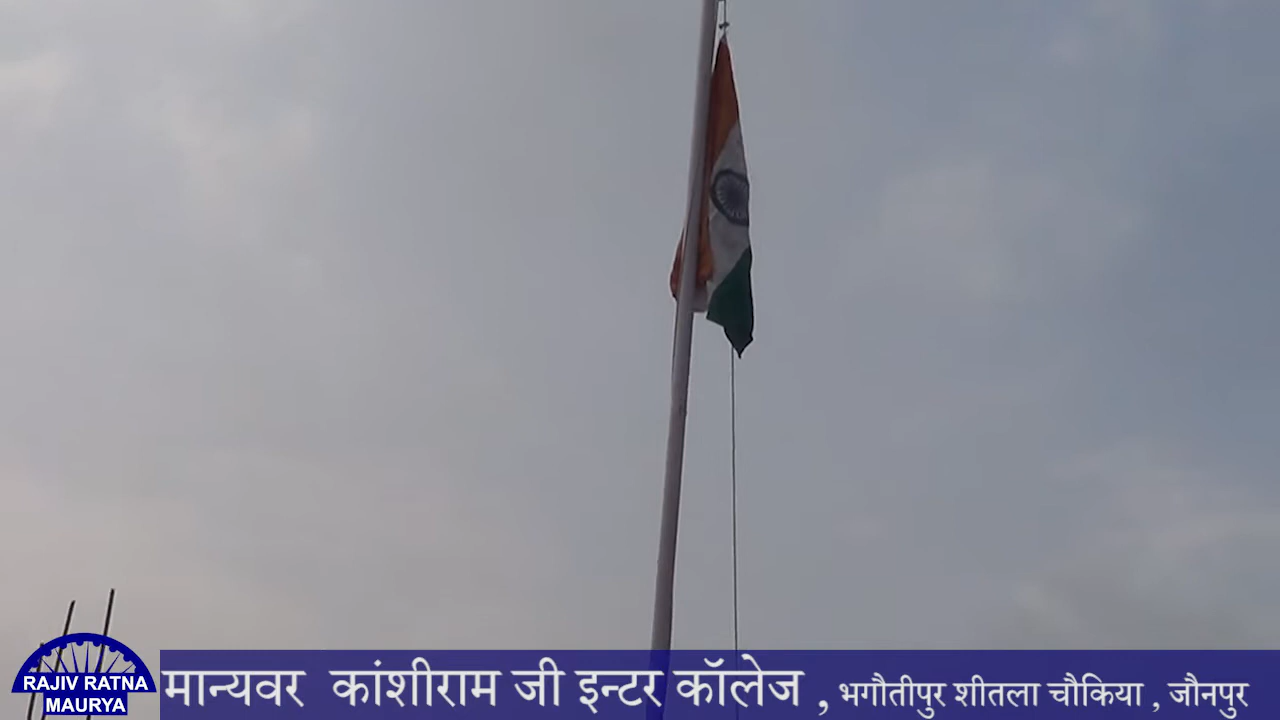 RAJIV RATNA
MAURYA
मान्यवर कांशीराम जी इन्टर कॉलेज , भगौतीपुर शीतला चौकिया , जौनपुर